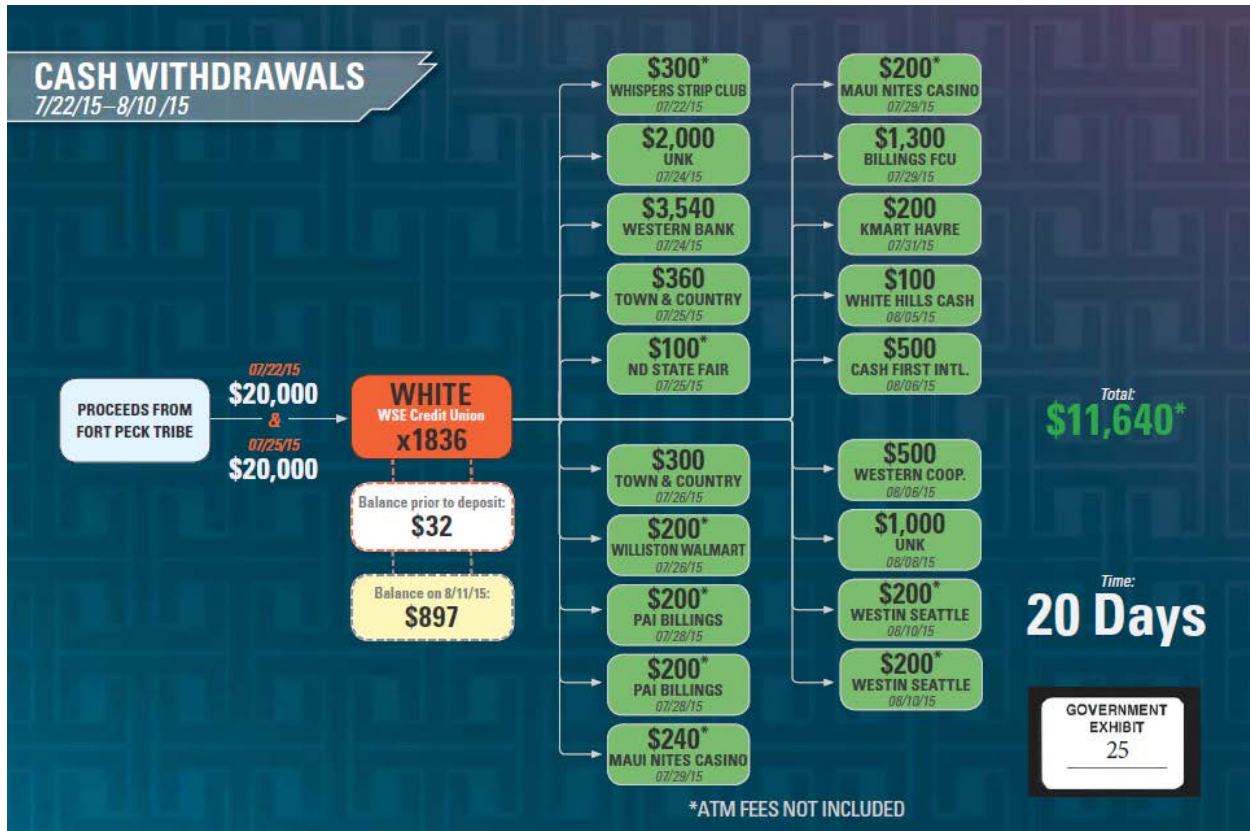 CASH WITHDRAWALS
7/22/15–8/10 /15
PROCEEDS FROM
FORT PECK TRIBE
07/22/15
$20,000
&
07/25/15
$20,000
WHITE
WSE Credit Union
x1836
Balance prior to deposit:
$32
Balance on 8/11/15:
$897
$300*
WHISPERS STRIP CLUB
07/22/15
$2,000
UNK
07/24/15
$3,540
WESTERN BANK
07/24/15
$360
TOWN & COUNTRY
07/25/15
$100*
ND STATE FAIR
07/25/15
$300
TOWN & COUNTRY
07/26/15
$200*
WILLISTON WALMART
07/26/15
$200*
PAI BILLINGS
07/28/15
$200*
PAI BILLINGS
07/28/15
$240*
MAUI NITES CASINO
07/29/15
$200*
MAUI NITES CASINO
07/29/15
$1,300
BILLINGS FCU
07/29/15
$200
KMART HAVRE
07/31/15
$100
WHITE HILLS CASH
08/05/15
$500
CASH FIRST INTL.
08/06/15
$500
WESTERN COOP.
08/06/15
$1,000
UNK
08/08/15
$200*
WESTIN SEATTLE
08/10/15
$200*
WESTIN SEATTLE
08/10/15
Total:
$11,640*
Time:
20 Days
GOVERNMENT
EXHIBIT
25
*ATM FEES NOT INCLUDED